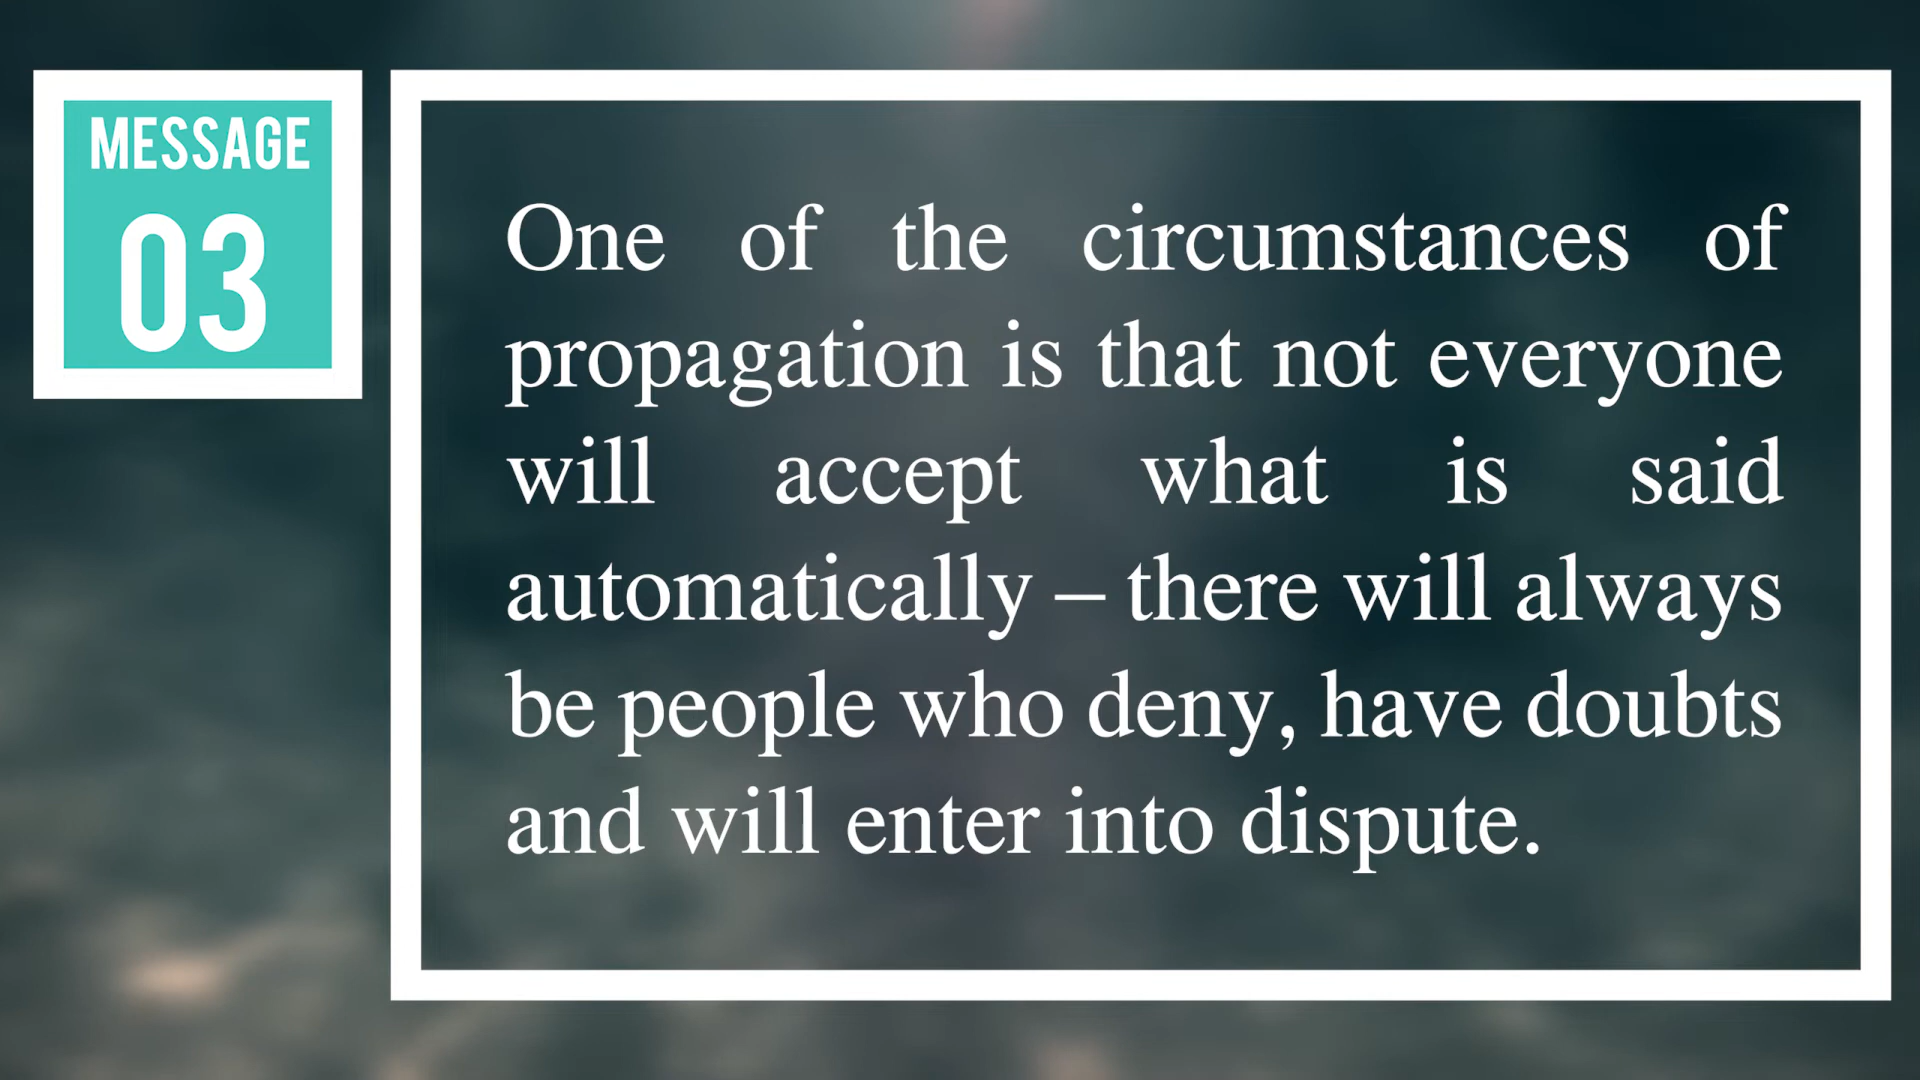 MESSAGE
03
One of the circumstances of
propagation is that not everyone
will accept what is said
automatically – there will always
be people who deny, have doubts
and will enter into dispute.